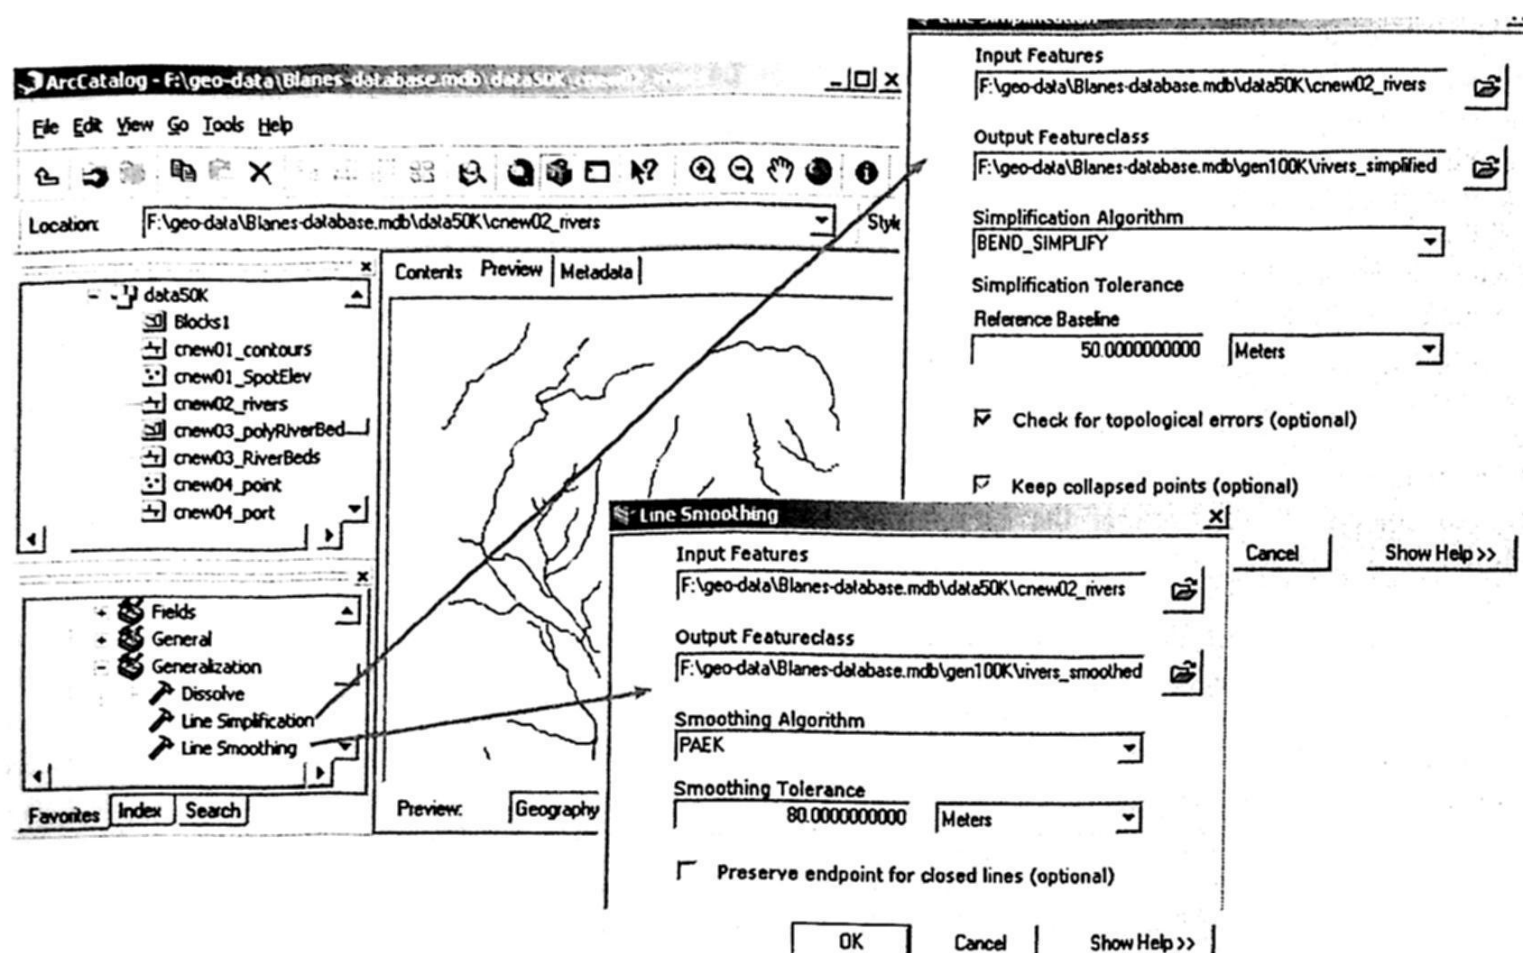 ArcCatalog - F:\geo-data\Blanes-database.mdb\data50K\
File Edit View Go Tools Help
Location: F:\geo-data\Blanes-database.mdb\data50K\cnew02_rivers
data50K
Blocks1
cnew01_contours
cnew01_SpotElev
cnew02_rivers
cnew03_polyRiverBed
cnew03_RiverBeds
cnew04_point
cnew04_port
Fields
General
Generalization
Dissolve
Line Simplification
Line Smoothing
Favorites Index Search
Contents Preview Metadata
Preview: Geography
Line Simplification
Input Features
F:\geo-data\Blanes-database.mdb\data50K\cnew02_rivers
Output Featureclass
F:\geo-data\Blanes-database.mdb\gen100K\rivers_simplified
Simplification Algorithm
BEND_SIMPLIFY
Simplification Tolerance
Reference Baseline
50.0000000000 Meters
Check for topological errors (optional)
Keep collapsed points (optional)
Cancel Show Help >>
Line Smoothing
Input Features
F:\geo-data\Blanes-database.mdb\data50K\cnew02_rivers
Output Featureclass
F:\geo-data\Blanes-database.mdb\gen100K\rivers_smoothed
Smoothing Algorithm
PAEK
Smoothing Tolerance
80.0000000000 Meters
Preserve endpoint for closed lines (optional)
OK Cancel Show Help >>